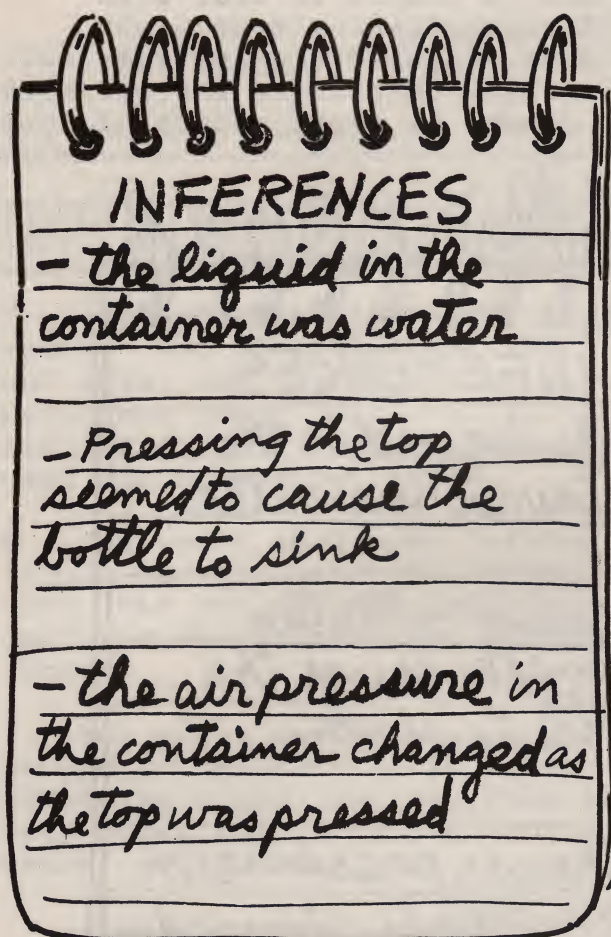 INFERENCES
- the liquid in the
container was water
- Pressing the top
seemed to cause the
bottle to sink
- the air pressure in
the container changed as
the top was pressed